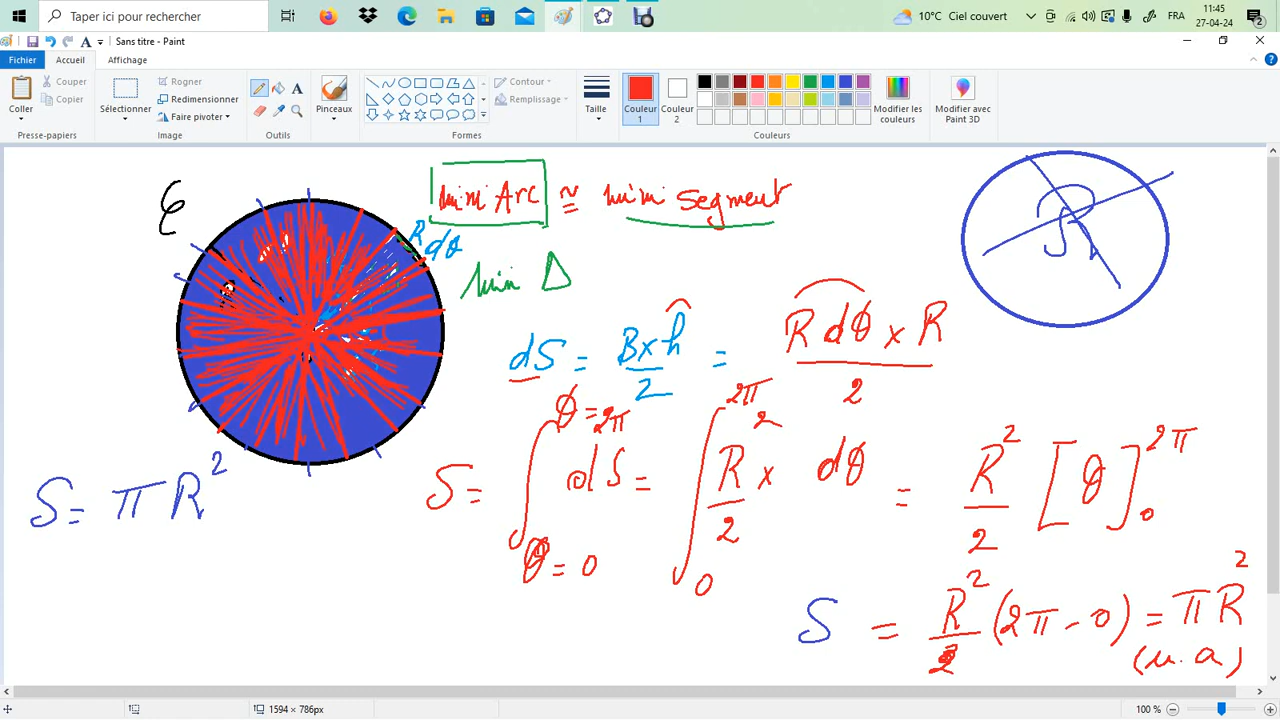 Taper ici pour rechercher
10°C Ciel couvert
FRA
11:45
27-04-24
2
Sans titre - Paint
Fichier Accueil Affichage
Coller
Couper
Copier
Presse-papiers
Sélectionner
Rogner
Redimensionner
Faire pivoter
Image
A
Outils
Pinceaux
Contour
Remplissage
Formes
Taille
Couleur 1
Couleur 2
Modifier les couleurs
Modifier avec Paint 3D
Couleurs
mini Arc ≅ mini segment
R dθ
mini Δ
dS = B×h/2 = R dθ × R/2
S = ∫_{θ=0}^{θ=2π} dS = ∫_0^{2π} R²/2 × dθ = R²/2 [θ]_0^{2π}
S = πR²
S = R²/2 (2π - 0) = πR²
(u.a)
1594 × 786px
100 %